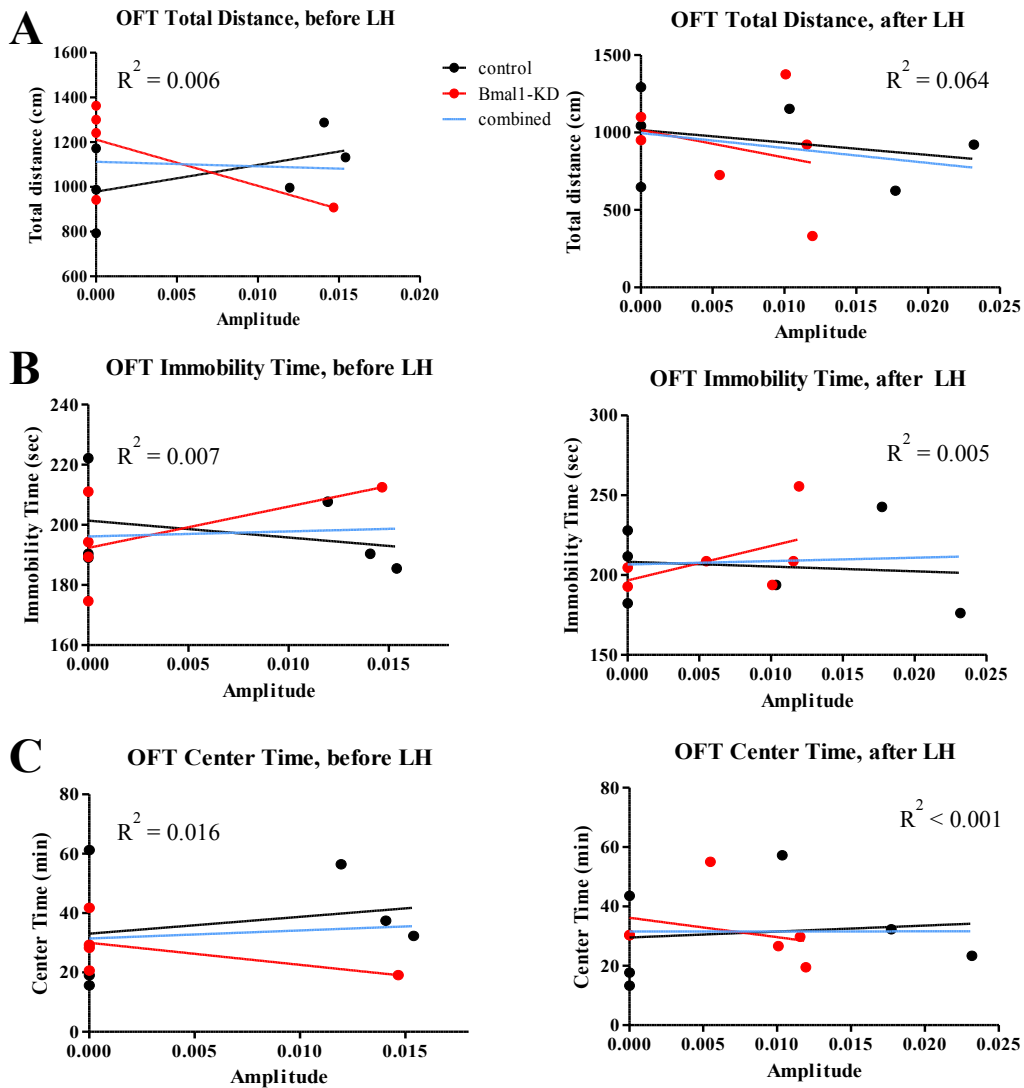 A
OFT Total Distance, before LH
1600
1400
1200
1000
800
600
Total distance (cm)
R² = 0.006
0.000 0.005 0.010 0.015 0.020
Amplitude
control
Bmal1-KD
combined
OFT Total Distance, after LH
1500
1000
500
0
Total distance (cm)
R² = 0.064
0.000 0.005 0.010 0.015 0.020 0.025
Amplitude
B
OFT Immobility Time, before LH
240
220
200
180
160
Immobility Time (sec)
R² = 0.007
0.000 0.005 0.010 0.015
Amplitude
OFT Immobility Time, after LH
300
250
200
150
Immobility Time (sec)
R² = 0.005
0.000 0.005 0.010 0.015 0.020 0.025
Amplitude
C
OFT Center Time, before LH
80
60
40
20
0
Center Time (min)
R² = 0.016
0.000 0.005 0.010 0.015
Amplitude
OFT Center Time, after LH
80
60
40
20
0
Center Time (min)
R² < 0.001
0.000 0.005 0.010 0.015 0.020 0.025
Amplitude